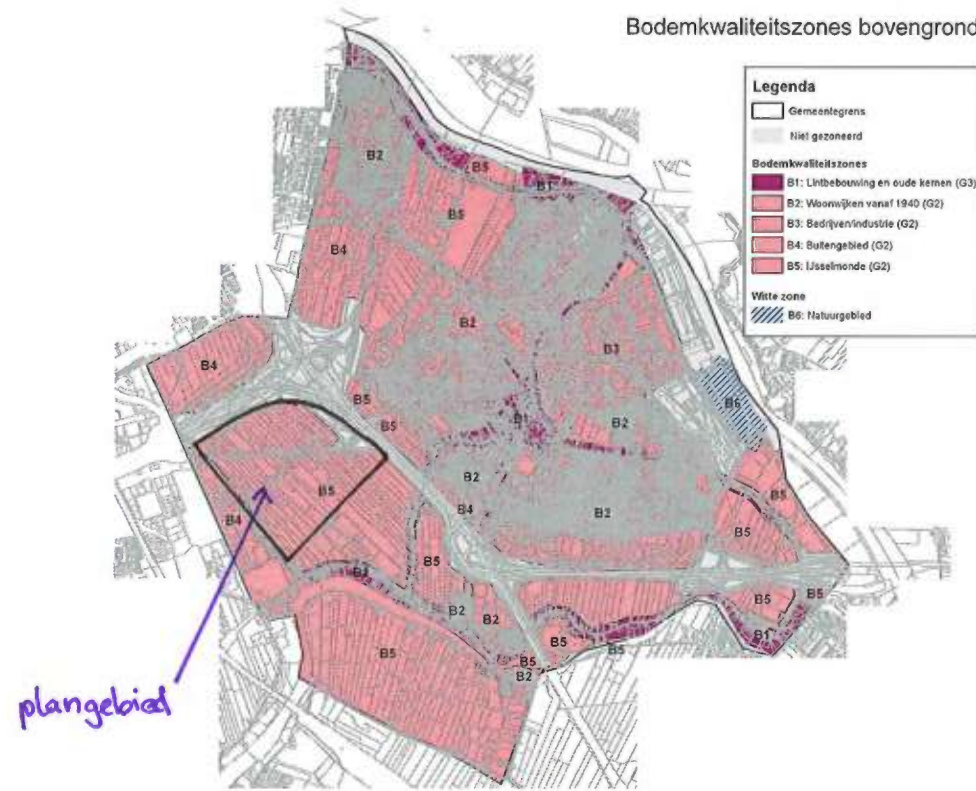 Bodemkwaliteitszones bovengrond
Legenda
Gemeentegrens
Niet gezoneerd
Bodemkwaliteitszones
B1: Lintbebouwing en oude kernen (G3)
B2: Woonwijken vanaf 1940 (G2)
B3: Bedrijven/industrie (G2)
B4: Buitengebied (G2)
B5: IJsselmonde (G2)
Witte zone
B6: Natuurgebied
B2
B5
B1
B5
B4
B2
B3
B4
B6
B5
B5
B2
B2
B5
B5
B4
B4
B2
B5
B5
B2
B2
B5
B5
B1
B5
B5
B5
B5
B2
plangebied